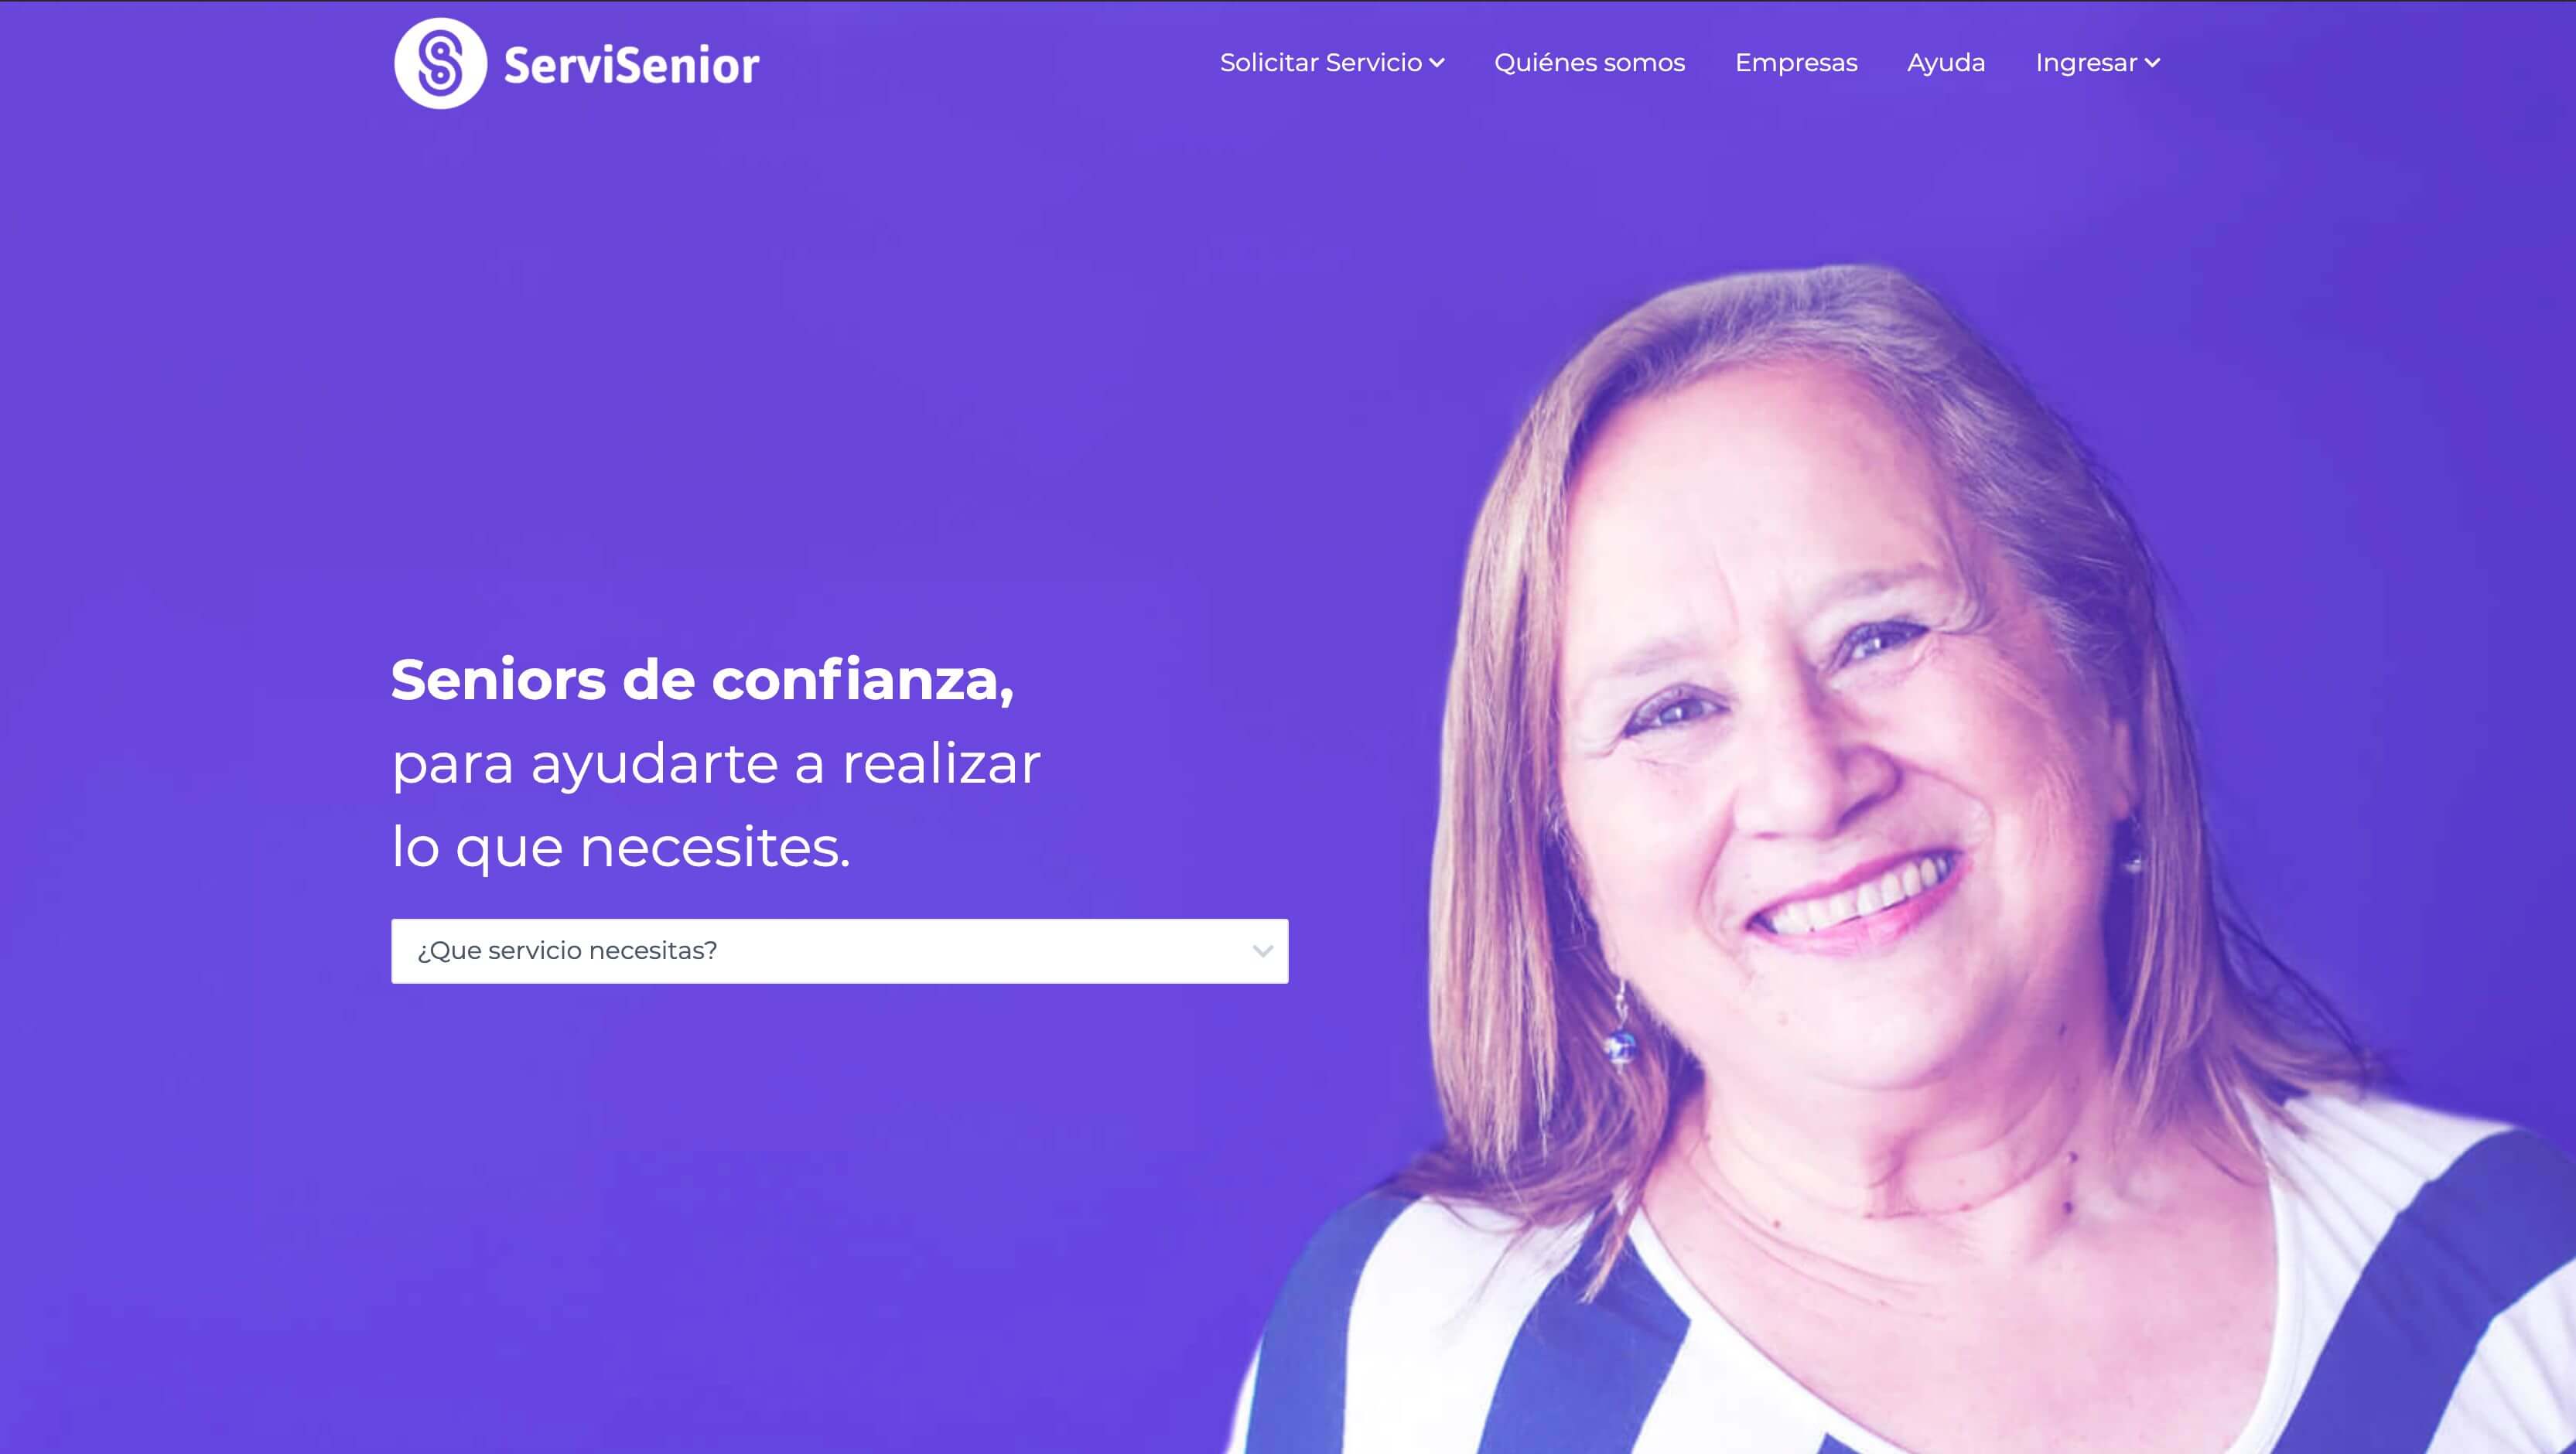 ServiSenior
Solicitar Servicio
Quiénes somos
Empresas
Ayuda
Ingresar
Seniors de confianza,
para ayudarte a realizar
lo que necesites.
¿Que servicio necesitas?